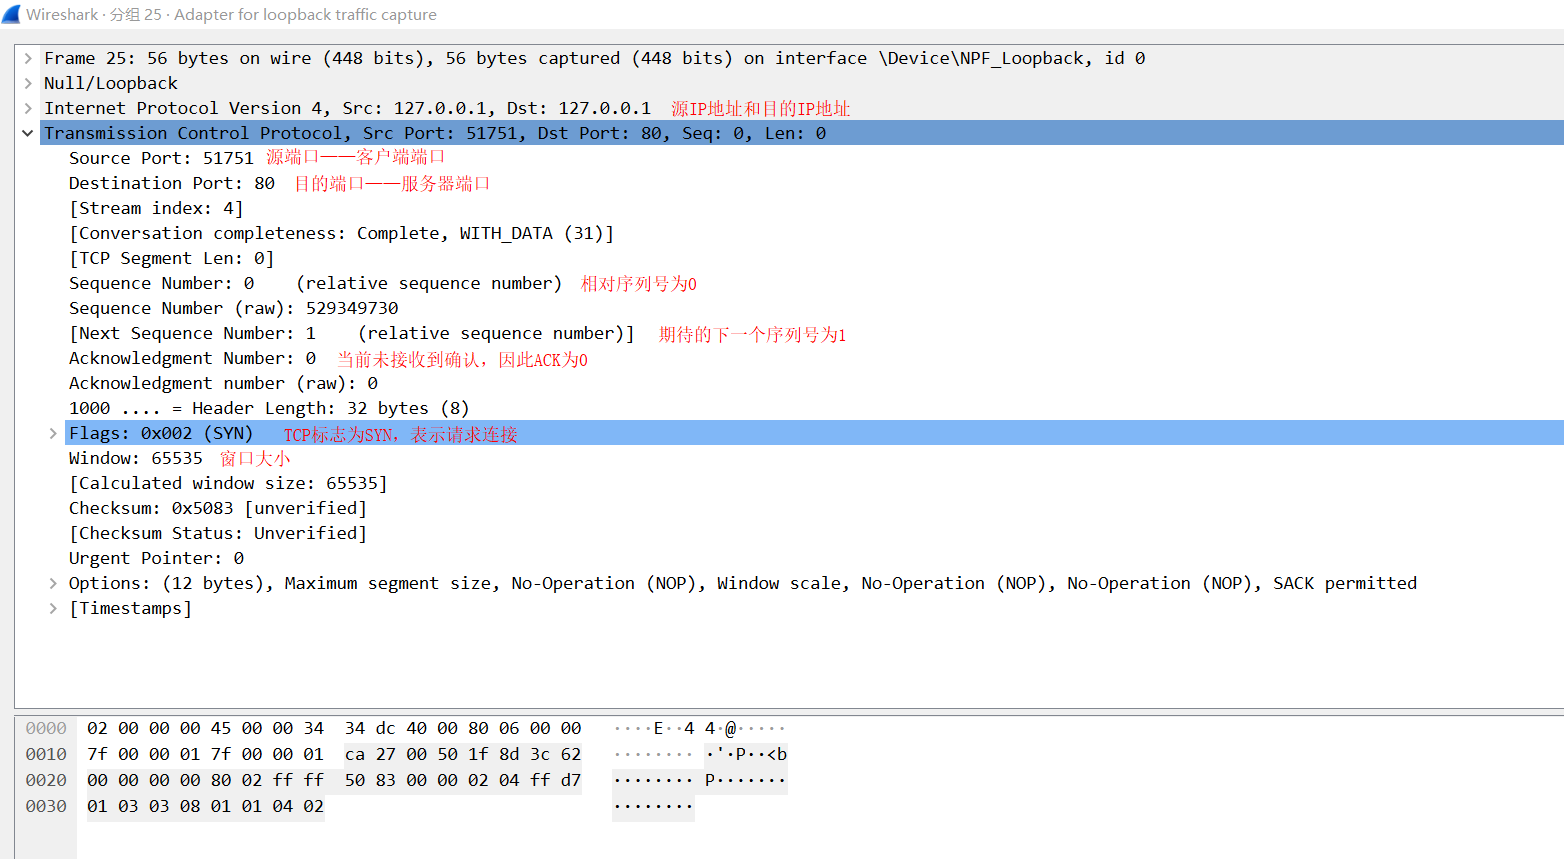 Wireshark · 分组 25 · Adapter for loopback traffic capture
Frame 25: 56 bytes on wire (448 bits), 56 bytes captured (448 bits) on interface \Device\NPF_Loopback, id 0
Null/Loopback
Internet Protocol Version 4, Src: 127.0.0.1, Dst: 127.0.0.1 源IP地址和目的IP地址
Transmission Control Protocol, Src Port: 51751, Dst Port: 80, Seq: 0, Len: 0
Source Port: 51751 源端口——客户端端口
Destination Port: 80 目的端口——服务器端口
[Stream index: 4]
[Conversation completeness: Complete, WITH_DATA (31)]
[TCP Segment Len: 0]
Sequence Number: 0    (relative sequence number) 相对序列号为0
Sequence Number (raw): 529349730
[Next Sequence Number: 1    (relative sequence number)] 期待的下一个序列号为1
Acknowledgment Number: 0 当前未接收到确认，因此ACK为0
Acknowledgment number (raw): 0
1000 .... = Header Length: 32 bytes (8)
Flags: 0x002 (SYN) TCP标志为SYN，表示请求连接
Window: 65535 窗口大小
[Calculated window size: 65535]
Checksum: 0x5083 [unverified]
[Checksum Status: Unverified]
Urgent Pointer: 0
Options: (12 bytes), Maximum segment size, No-Operation (NOP), Window scale, No-Operation (NOP), No-Operation (NOP), SACK permitted
[Timestamps]
0000 02 00 00 00 45 00 00 34 34 dc 40 00 80 06 00 00 ····E··4 4·@·····
0010 7f 00 00 01 7f 00 00 01 ca 27 00 50 1f 8d 3c 62 ········ ·'·P··<b
0020 00 00 00 00 80 02 ff ff 50 83 00 00 02 04 ff d7 ········ P·······
0030 01 03 03 08 01 01 04 02 ········